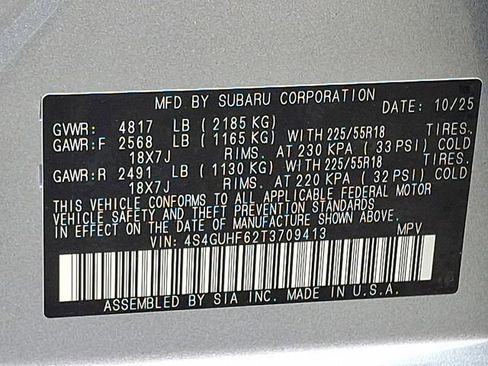 MFD BY SUBARU CORPORATION
DATE: 10/25
GVWR: 4817 LB (2185 KG)
GAWR:F 2568 LB (1165 KG) WITH 225/55R18 TIRES.
18X7J RIMS. AT 230 KPA (33 PSI) COLD
GAWR:R 2491 LB (1130 KG) WITH 225/55R18 TIRES.
18X7J RIMS. AT 220 KPA (32 PSI) COLD
THIS VEHICLE CONFORMS TO ALL APPLICABLE FEDERAL MOTOR
VEHICLE SAFETY AND THEFT PREVENTION STANDARDS IN EFFECT
ON THE DATE OF MANUFACTURE SHOWN ABOVE.
VIN: 4S4GUHF62T3709413 MPV
ASSEMBLED BY SIA INC. MADE IN U.S.A.